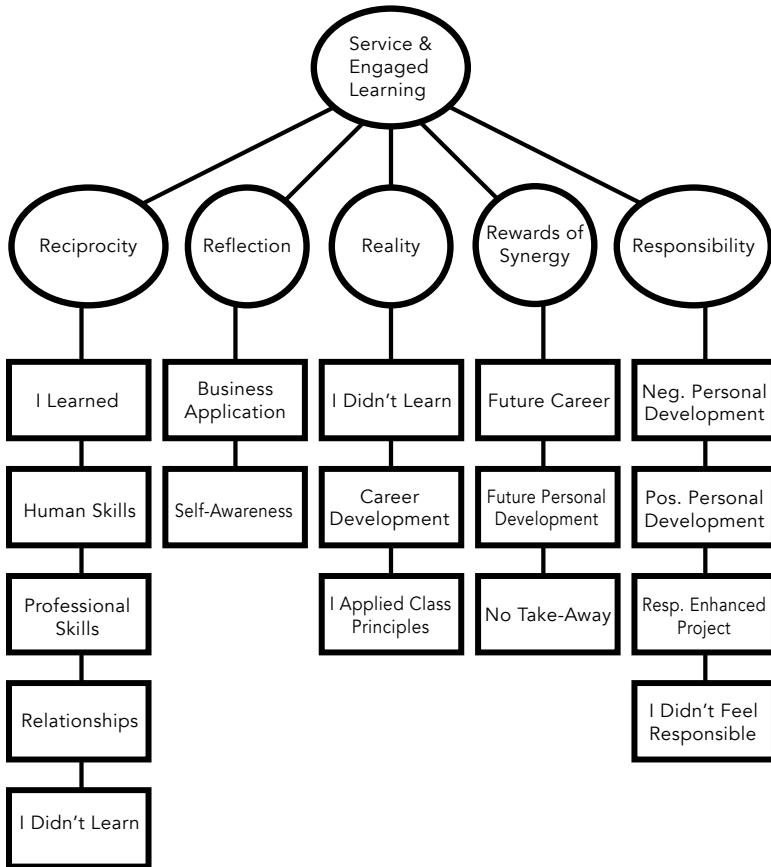 Service &
Engaged
Learning
Reciprocity
Reflection
Reality
Rewards of
Synergy
Responsibility
I Learned
Business
Application
I Didn't Learn
Future Career
Neg. Personal
Development
Human Skills
Self-Awareness
Career
Development
Future Personal
Development
Pos. Personal
Development
Professional
Skills
I Applied Class
Principles
No Take-Away
Resp. Enhanced
Project
Relationships
I Didn't Feel
Responsible
I Didn't Learn